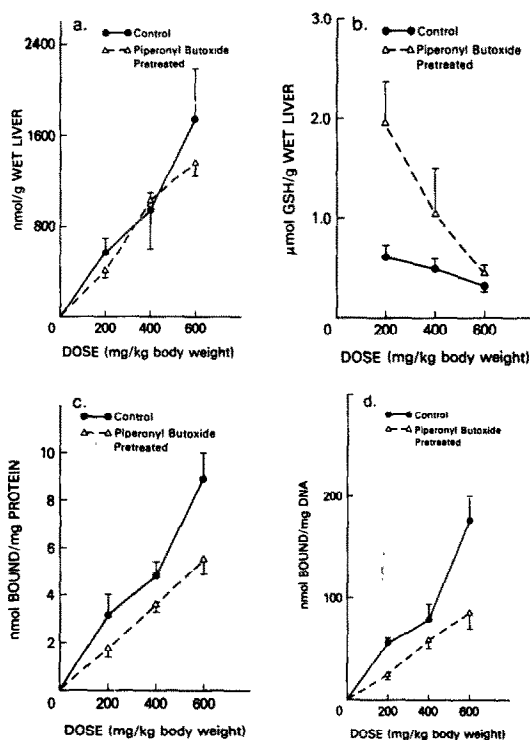 a.
Control
Piperonyl Butoxide
Pretreated
nmol/g WET LIVER
2400
1600
800
0
200
400
600
DOSE (mg/kg body weight)
b.
Control
Piperonyl Butoxide
Pretreated
μmol GSH/g WET LIVER
3.0
2.0
1.0
0
200
400
600
DOSE (mg/kg body weight)
c.
Control
Piperonyl Butoxide
Pretreated
nmol BOUND/mg PROTEIN
10
8
6
4
2
0
200
400
600
DOSE (mg/kg body weight)
d.
Control
Piperonyl Butoxide
Pretreated
nmol BOUND/mg DNA
200
100
0
200
400
600
DOSE (mg/kg body weight)